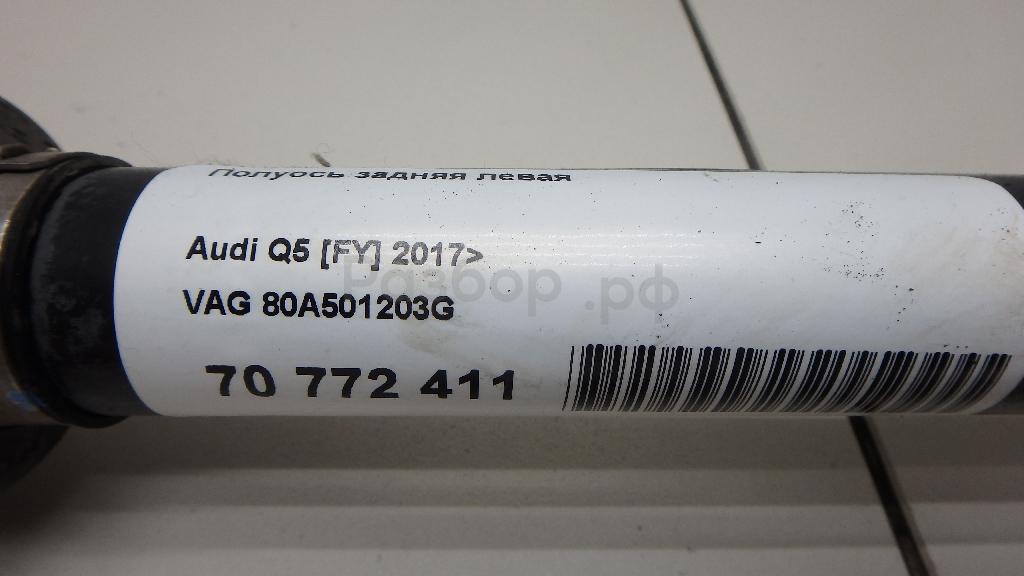 Полуось задняя левая
Audi Q5 [FY] 2017>
Разбор.рф
VAG 80A501203G
70 772 411